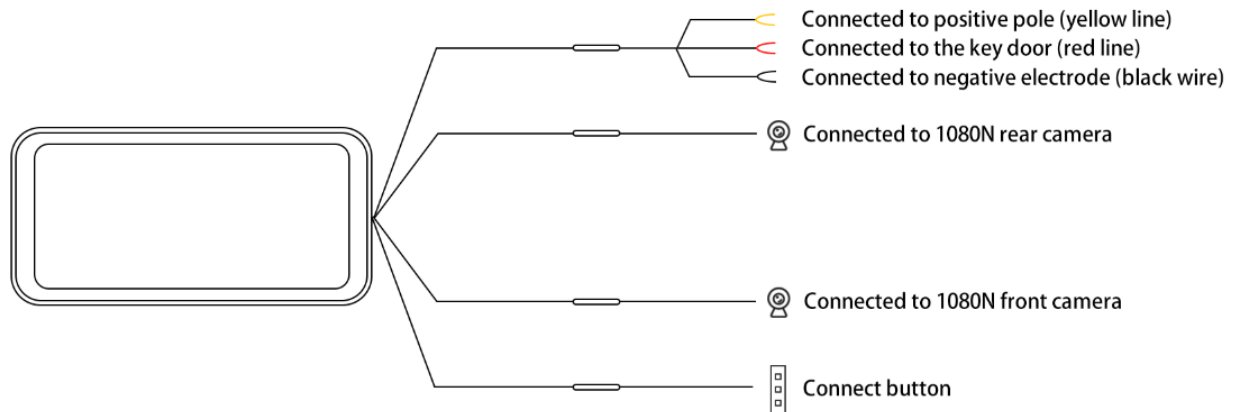 Connected to positive pole (yellow line)
Connected to the key door (red line)
Connected to negative electrode (black wire)
Connected to 1080N rear camera
Connected to 1080N front camera
Connect button